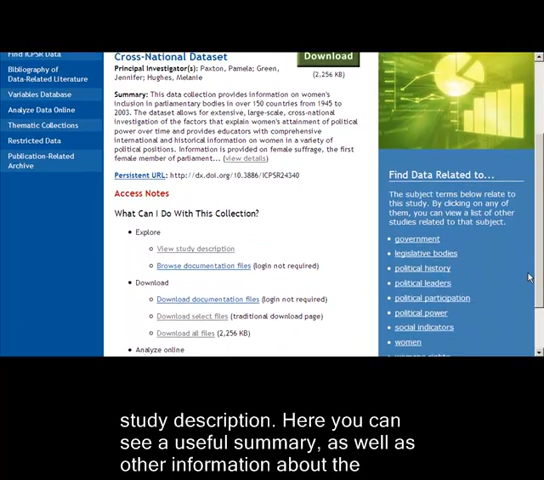 Find ICPSR Data
Bibliography of
Data-Related Literature
Variables Database
Analyze Data Online
Thematic Collections
Restricted Data
Publication-Related
Archive
Cross-National Dataset
Principal Investigator(s): Paxton, Pamela; Green,
Jennifer; Hughes, Melanie
Download
(2,256 KB)
Summary: This data collection provides information on women's
inclusion in parliamentary bodies in over 150 countries from 1945 to
2003. The dataset allows for extensive, large-scale, cross-national
investigation of the factors that explain women's attainment of political
power over time and provides educators with comprehensive
international and historical information on women in a variety of
political positions. Information is provided on female suffrage, the first
female member of parliament... (view details)
Persistent URL: http://dx.doi.org/10.3886/ICPSR24340
Access Notes
What Can I Do With This Collection?
• Explore
View study description
Browse documentation files (login not required)
• Download
Download documentation files (login not required)
Download select files (traditional download page)
Download all files (2,256 KB)
• Analyze online
Find Data Related to...
The subject terms below relate to
this study. By clicking on any of
them, you can view a list of other
studies related to that subject.
• government
• legislative bodies
• political history
• political leaders
• political participation
• political power
• social indicators
• women
study description. Here you can
see a useful summary, as well as
other information about the